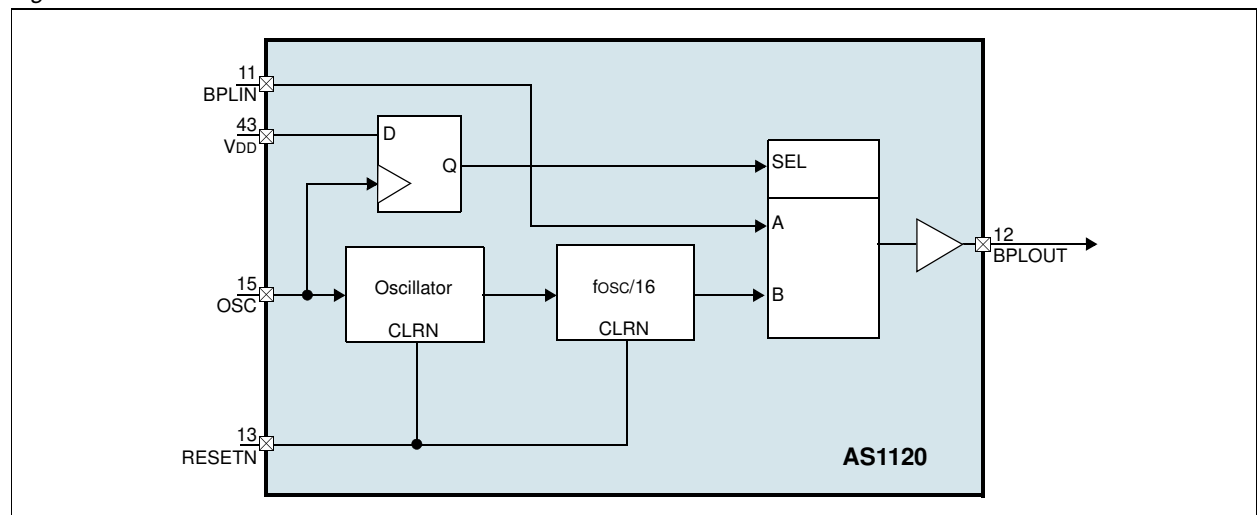 11
BPLIN
43
VDD
D
Q
SEL
A
12
BPLOUT
15
OSC
Oscillator
CLRN
fosc/16
CLRN
B
13
RESETN
AS1120